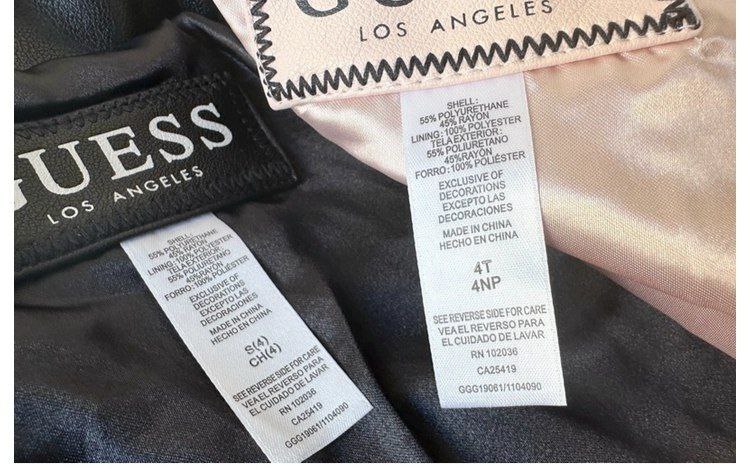 GUESS
LOS ANGELES
SHELL:
55% POLYURETHANE
45% RAYON
LINING: 100% POLYESTER
TELA EXTERIOR:
55% POLIURETANO
45%RAYÓN
FORRO: 100% POLIÉSTER
EXCLUSIVE OF
DECORATIONS
EXCEPTO LAS
DECORACIONES
MADE IN CHINA
HECHO EN CHINA
S(4)
CH(4)
SEE REVERSE SIDE FOR CARE
VEA EL REVERSO PARA
EL CUIDADO DE LAVAR
RN 102036
CA25419
GGG19061/1104090
LOS ANGELES
SHELL:
55% POLYURETHANE
45% RAYON
LINING: 100% POLYESTER
TELA EXTERIOR:
55% POLIURETANO
45%RAYÓN
FORRO: 100% POLIÉSTER
EXCLUSIVE OF
DECORATIONS
EXCEPTO LAS
DECORACIONES
MADE IN CHINA
HECHO EN CHINA
4T
4NP
SEE REVERSE SIDE FOR CARE
VEA EL REVERSO PARA
EL CUIDADO DE LAVAR
RN 102036
CA25419
GGG19061/1104090